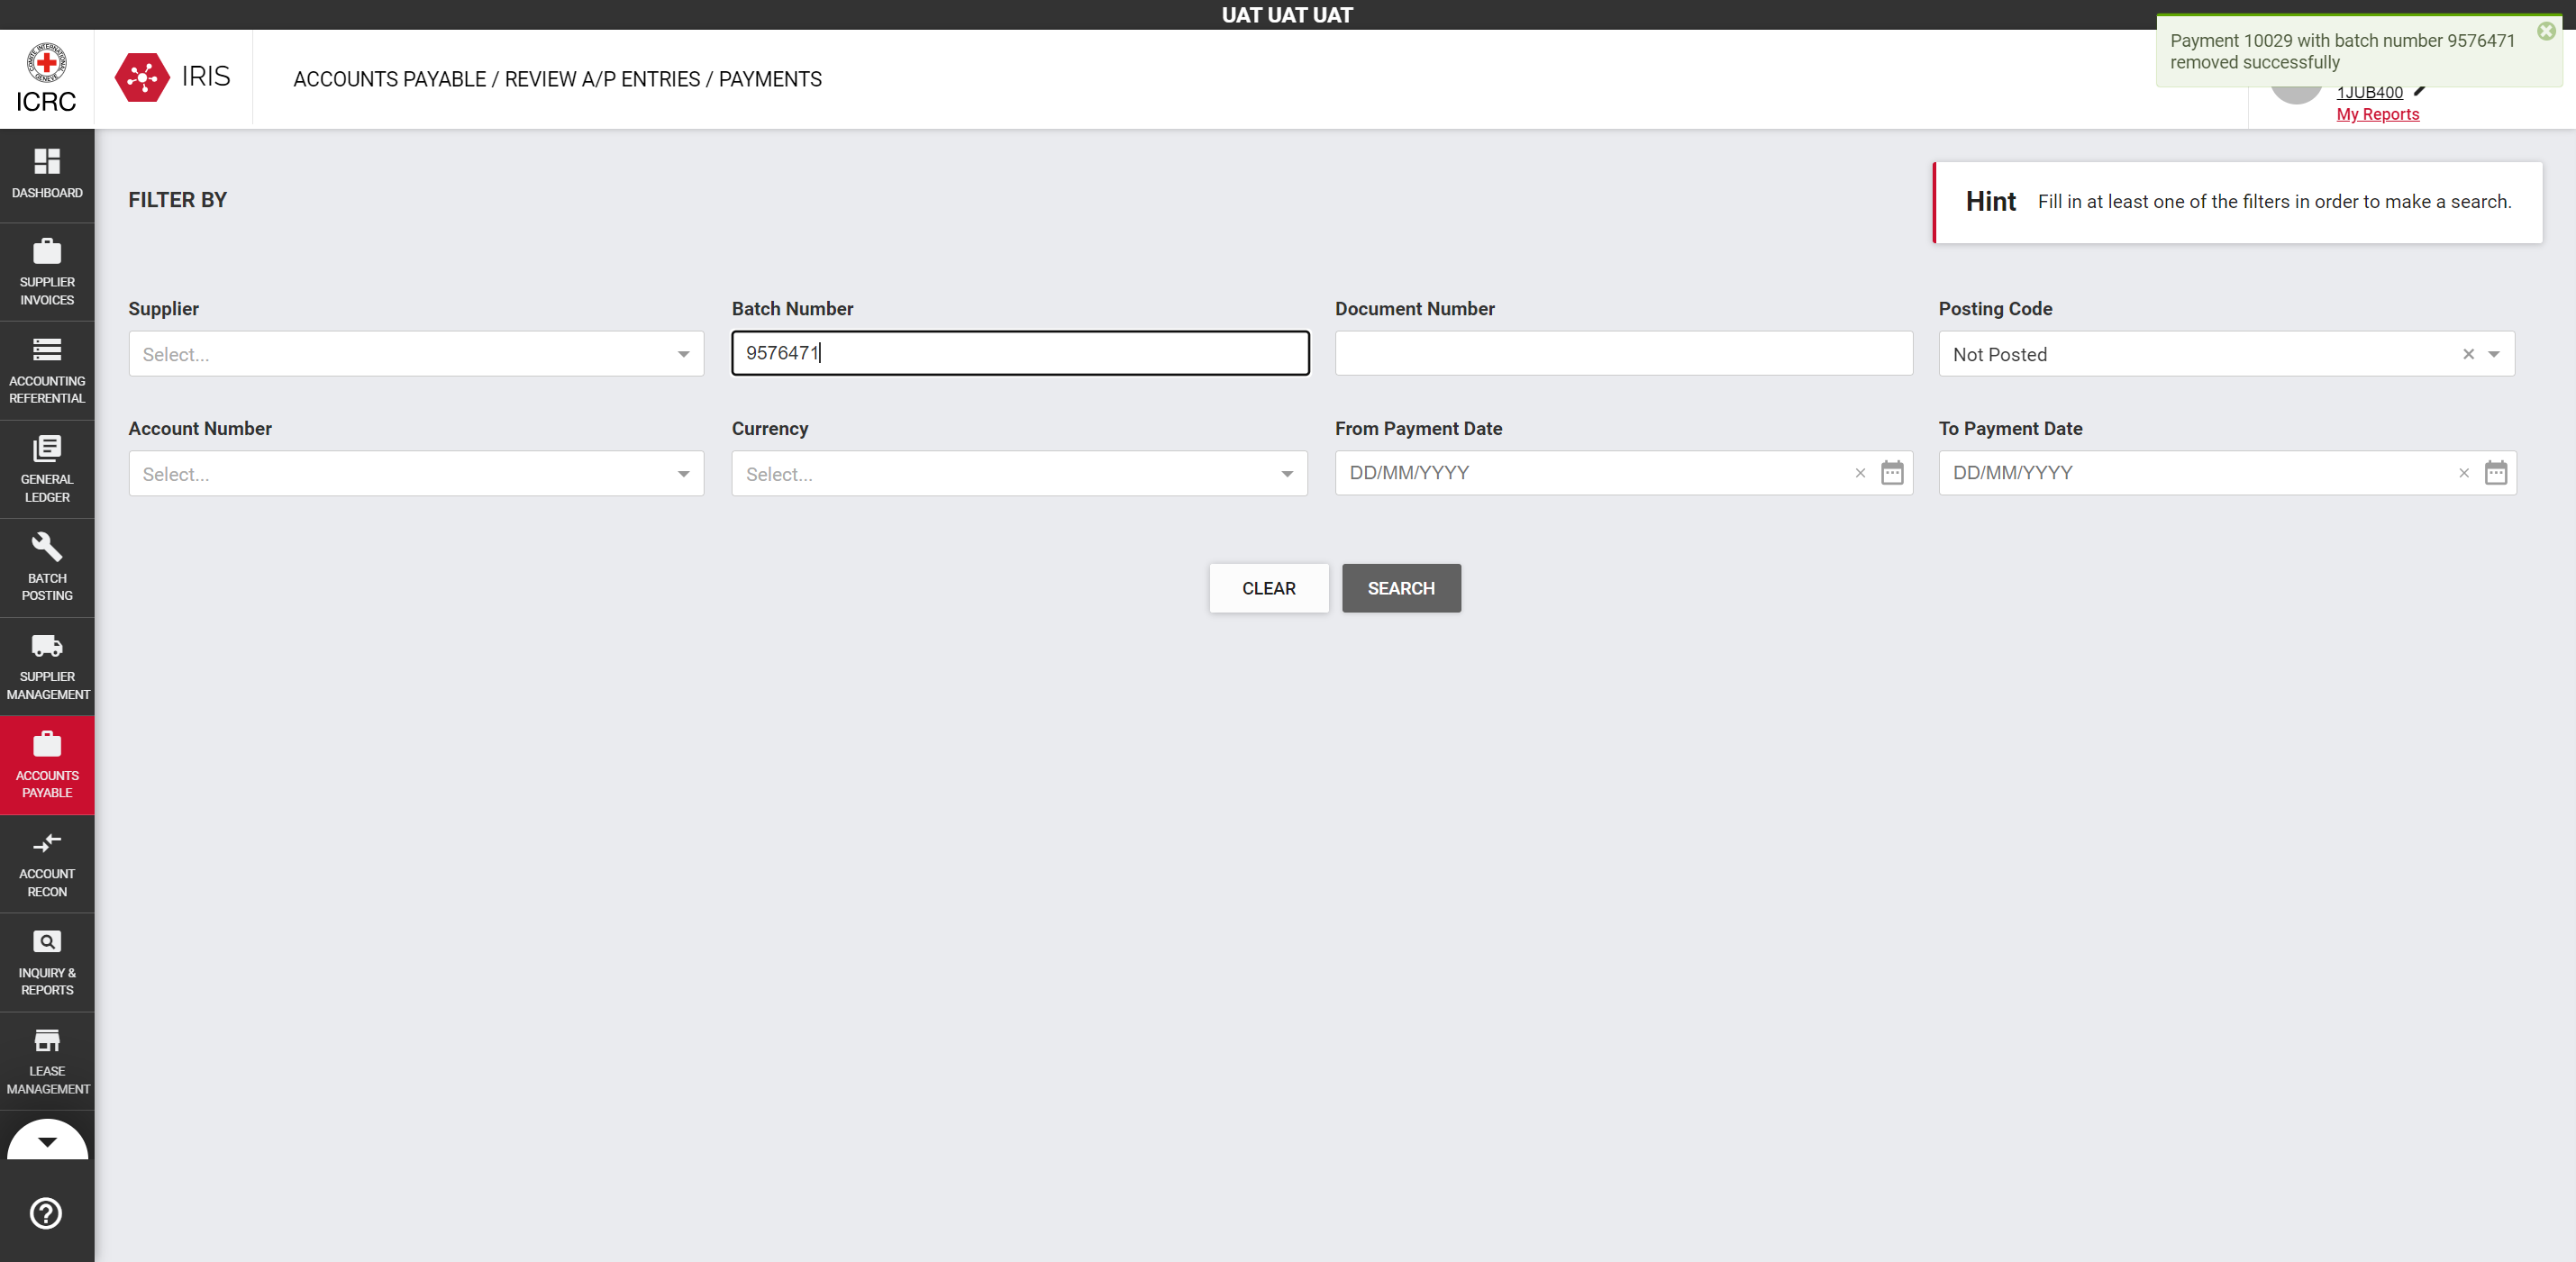 UAT UAT UAT
ICRC
IRIS
ACCOUNTS PAYABLE / REVIEW A/P ENTRIES / PAYMENTS
Payment 10029 with batch number 9576471
removed successfully
1JUB400
My Reports
DASHBOARD
SUPPLIER
INVOICES
ACCOUNTING
REFERENTIAL
GENERAL
LEDGER
BATCH
POSTING
SUPPLIER
MANAGEMENT
ACCOUNTS
PAYABLE
ACCOUNT
RECON
INQUIRY &
REPORTS
LEASE
MANAGEMENT
FILTER BY
Hint Fill in at least one of the filters in order to make a search.
Supplier Batch Number Document Number Posting Code
Select... 9576471 Not Posted
Account Number Currency From Payment Date To Payment Date
Select... Select... DD/MM/YYYY DD/MM/YYYY
CLEAR SEARCH